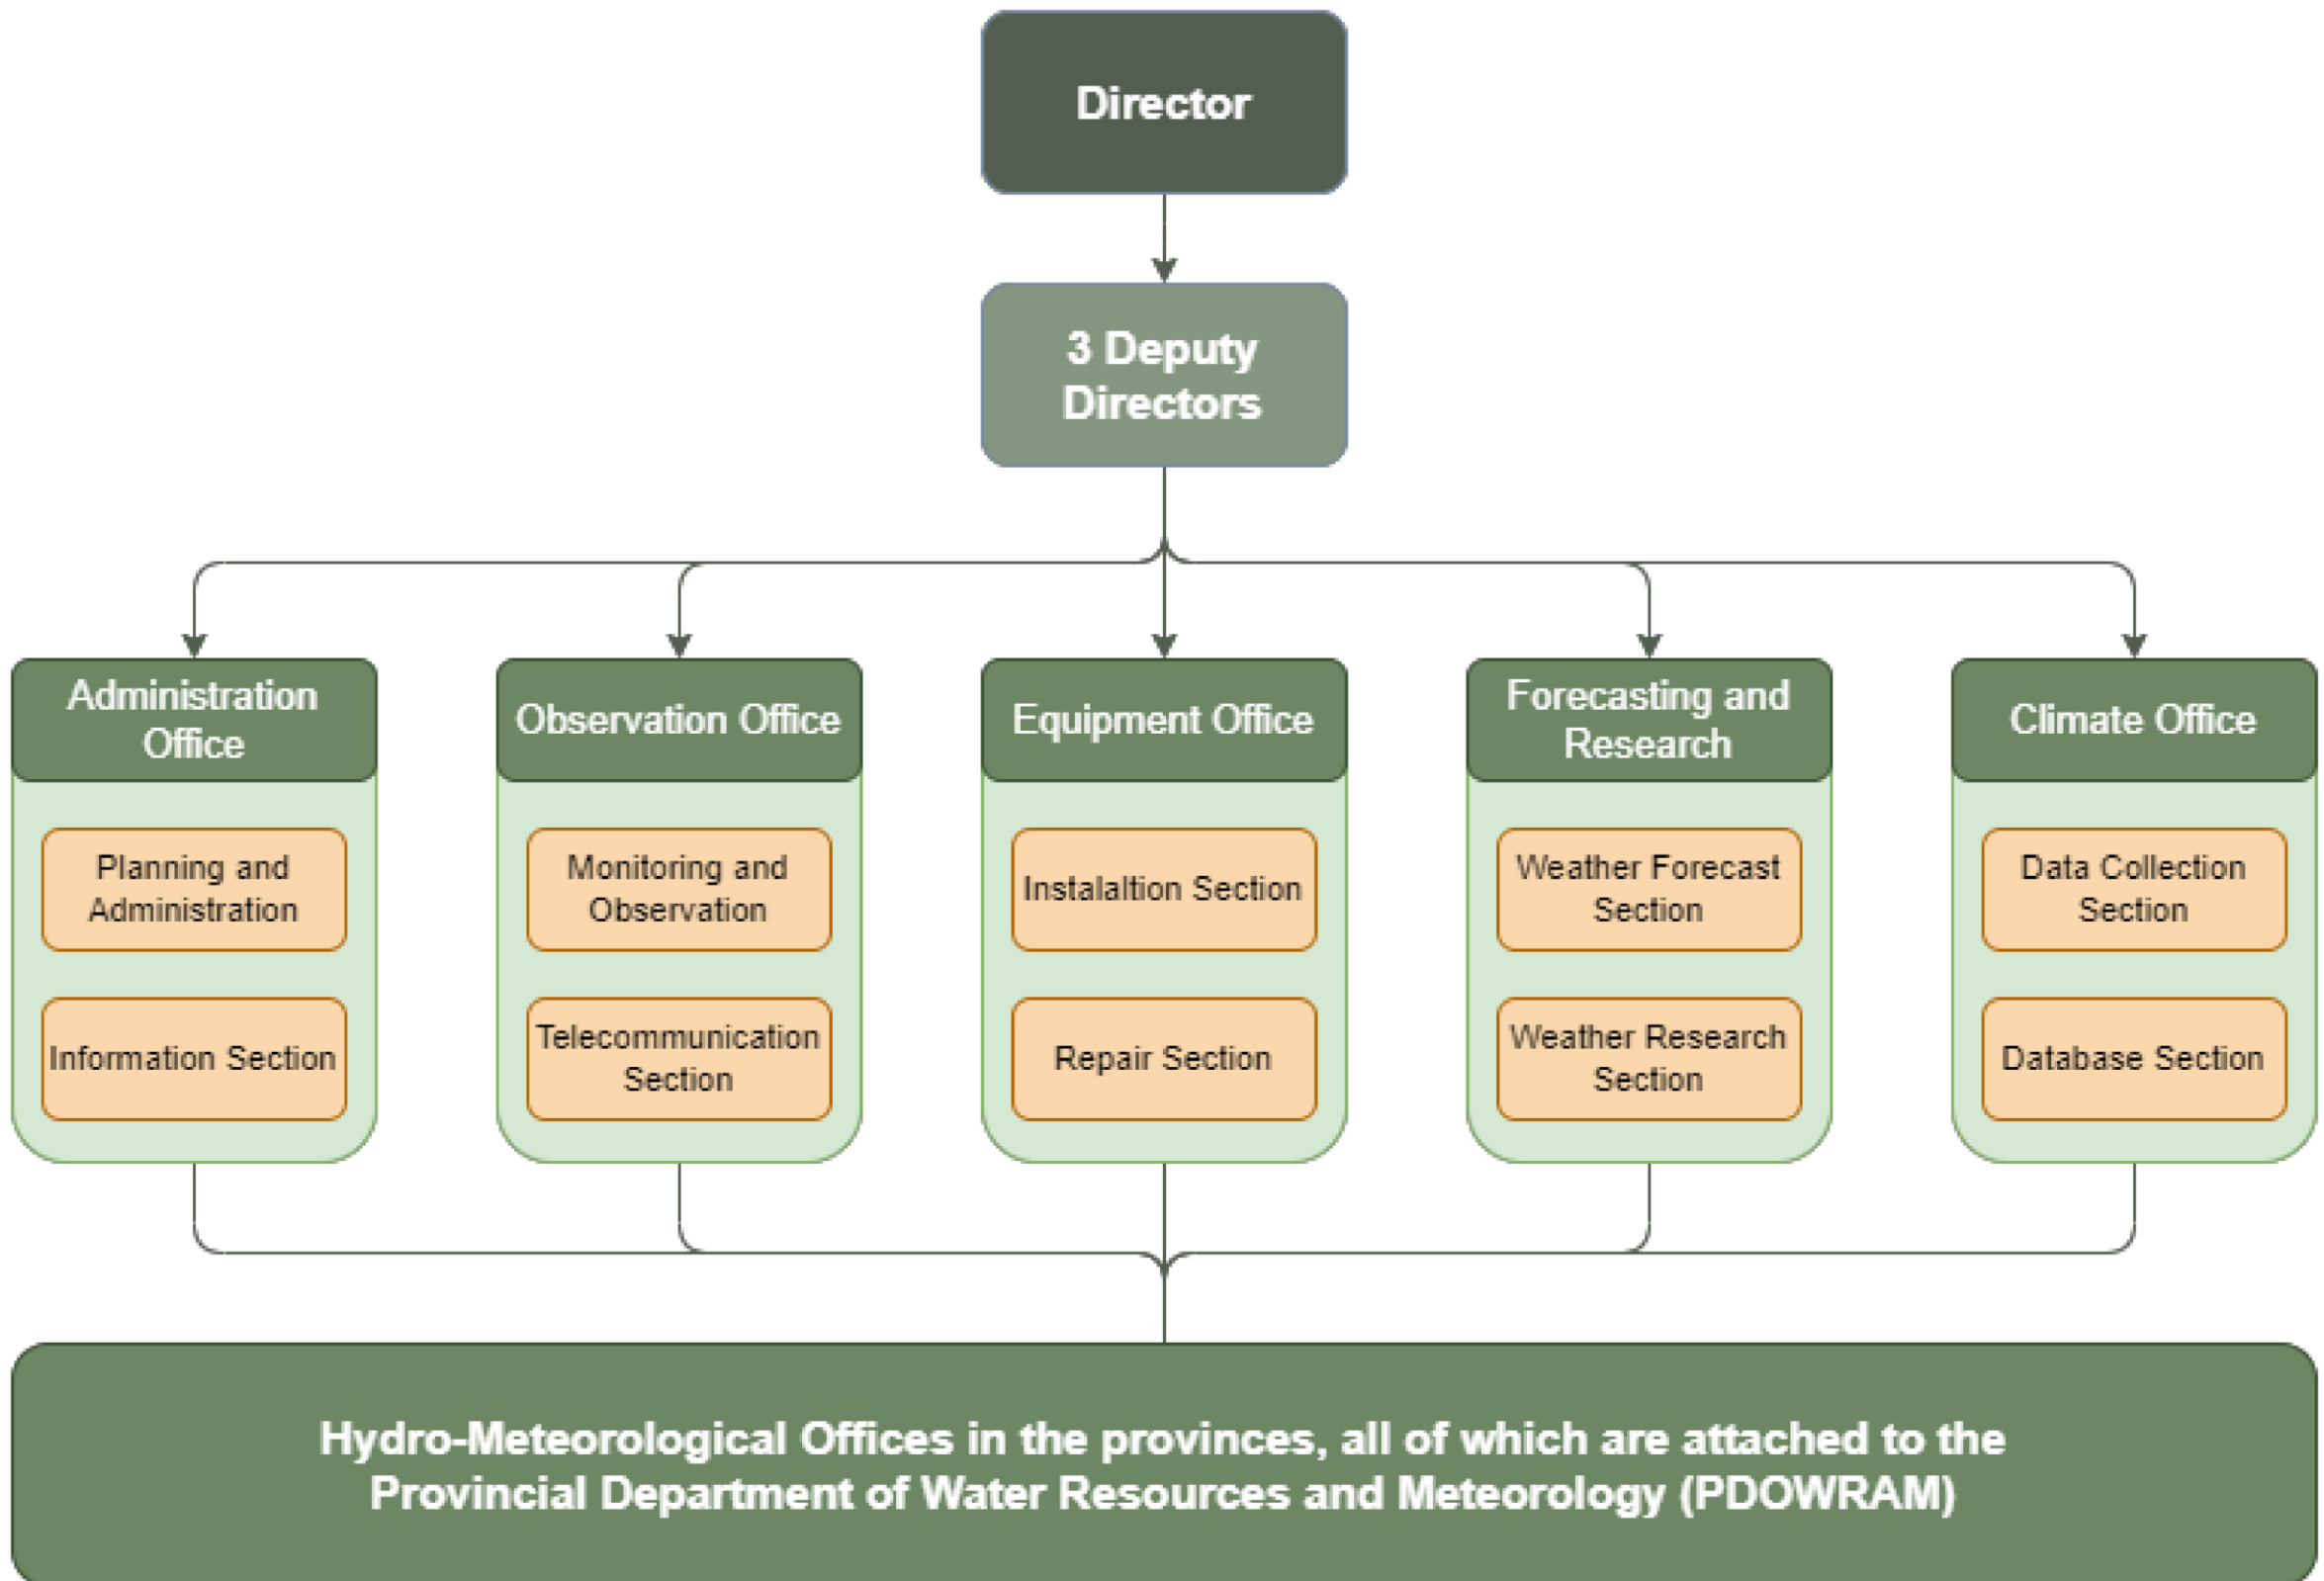 Director
3 Deputy
Directors
Administration
Office
Observation Office
Equipment Office
Forecasting and
Research
Climate Office
Planning and
Administration
Monitoring and
Observation
Instalaltion Section
Weather Forecast
Section
Data Collection
Section
Information Section
Telecommunication
Section
Repair Section
Weather Research
Section
Database Section
Hydro-Meteorological Offices in the provinces, all of which are attached to the
Provincial Department of Water Resources and Meteorology (PDOWRAM)